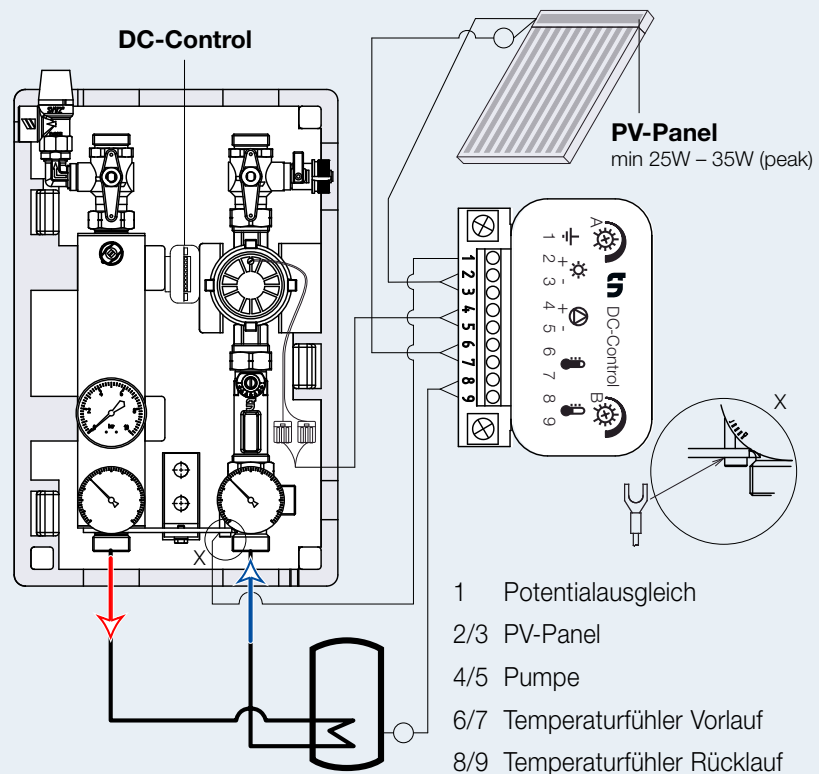 DC-Control
PV-Panel
min 25W – 35W (peak)
A
1
2 + -
3
4 + -
5
6
7
8
9
DC-Control
B
1
2
3
4
5
6
7
8
9
X
X
1 Potentialausgleich
2/3 PV-Panel
4/5 Pumpe
6/7 Temperaturfühler Vorlauf
8/9 Temperaturfühler Rücklauf